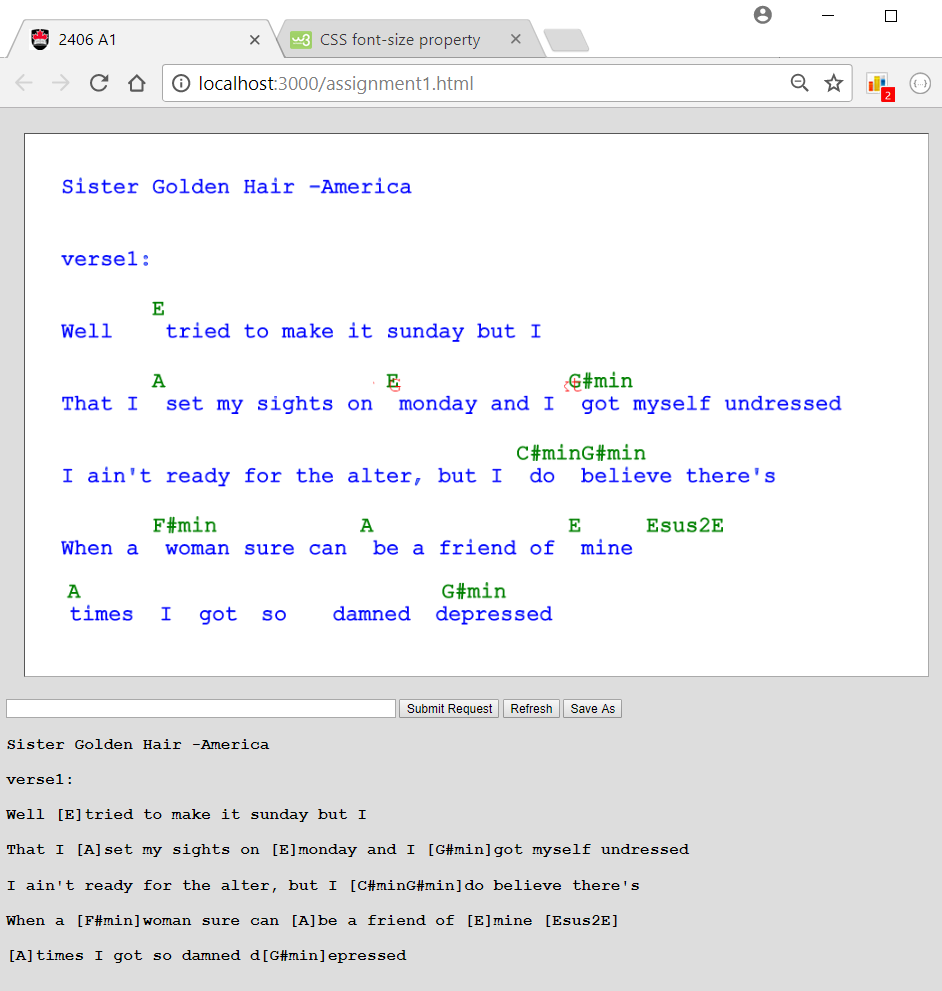 2406 A1
CSS font-size property
localhost:3000/assignment1.html
2
Sister Golden Hair -America
verse1:
E
Well tried to make it sunday but I
A E G#min
That I set my sights on monday and I got myself undressed
C#minG#min
I ain't ready for the alter, but I do believe there's
F#min A E Esus2E
When a woman sure can be a friend of mine
A G#min
times I got so damned depressed
Submit Request Refresh Save As
Sister Golden Hair -America
verse1:
Well [E]tried to make it sunday but I
That I [A]set my sights on [E]monday and I [G#min]got myself undressed
I ain't ready for the alter, but I [C#minG#min]do believe there's
When a [F#min]woman sure can [A]be a friend of [E]mine [Esus2E]
[A]times I got so damned d[G#min]epressed